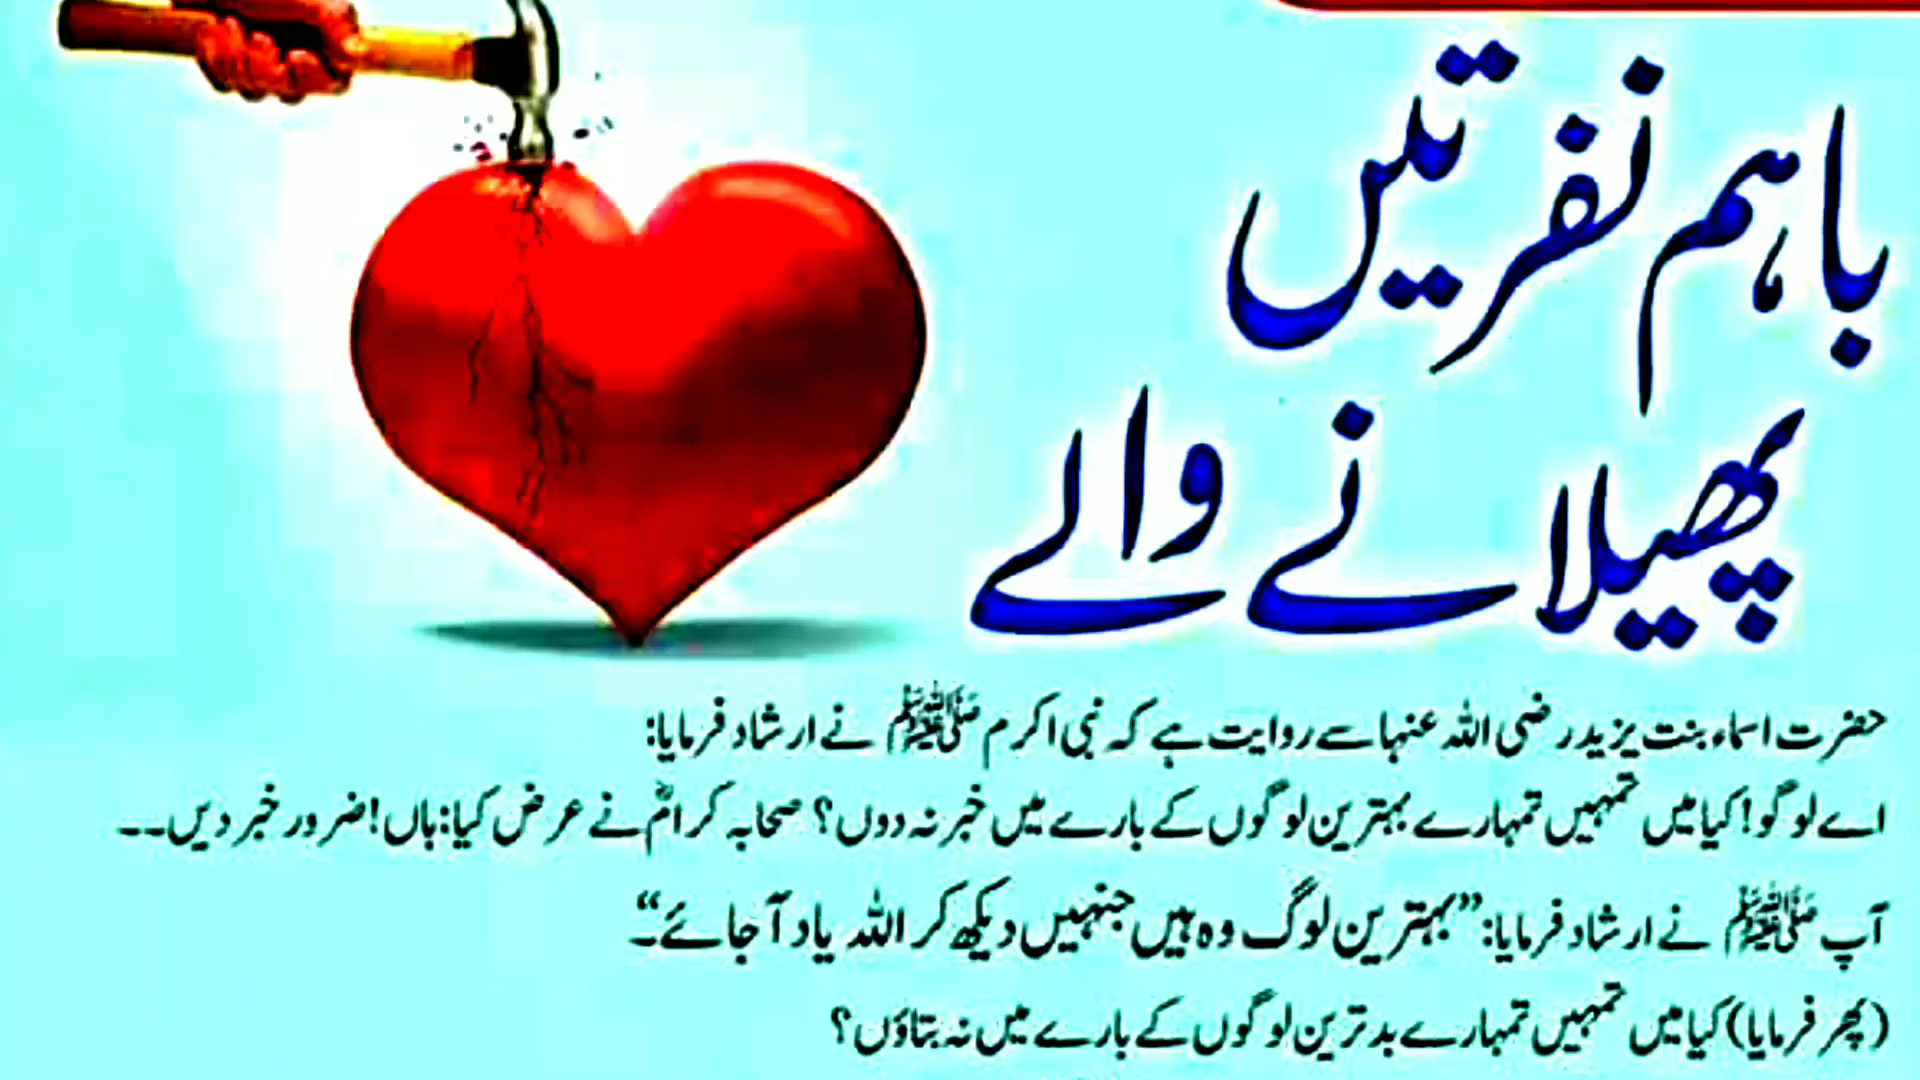 باہم نفرتیں
پھیلانے والے
حضرت اسماء بنت یزید رضی اللہ عنہا سے روایت ہے کہ نبی اکرم ﷺ نے ارشاد فرمایا:
اے لوگو! کیا میں تمہیں تمہارے بہترین لوگوں کے بارے میں خبر نہ دوں؟ صحابہ کرامؓ نے عرض کیا: ہاں! ضرور خبر دیں۔۔
آپ ﷺ نے ارشاد فرمایا: ”بہترین لوگ وہ ہیں جنہیں دیکھ کر اللہ یاد آ جائے“۔
(پھر فرمایا) کیا میں تمہیں تمہارے بدترین لوگوں کے بارے میں نہ بتاؤں؟